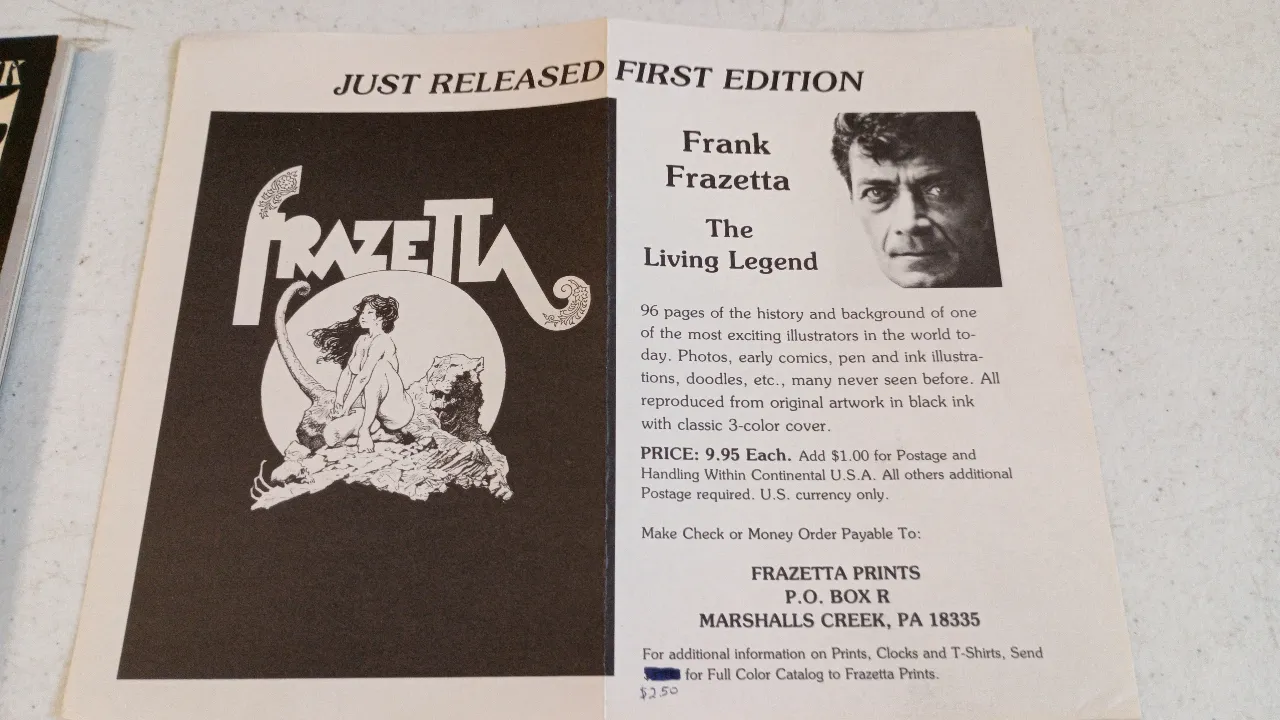 JUST RELEASED FIRST EDITION
FRAZETTA
Frank
Frazetta
The
Living Legend
96 pages of the history and background of one
of the most exciting illustrators in the world to-
day. Photos, early comics, pen and ink illustra-
tions, doodles, etc., many never seen before. All
reproduced from original artwork in black ink
with classic 3-color cover.
PRICE: 9.95 Each. Add $1.00 for Postage and
Handling Within Continental U.S.A. All others additional
Postage required. U.S. currency only.
Make Check or Money Order Payable To:
FRAZETTA PRINTS
P.O. BOX R
MARSHALLS CREEK, PA 18335
For additional information on Prints, Clocks and T-Shirts, Send
for Full Color Catalog to Frazetta Prints.
$2.50